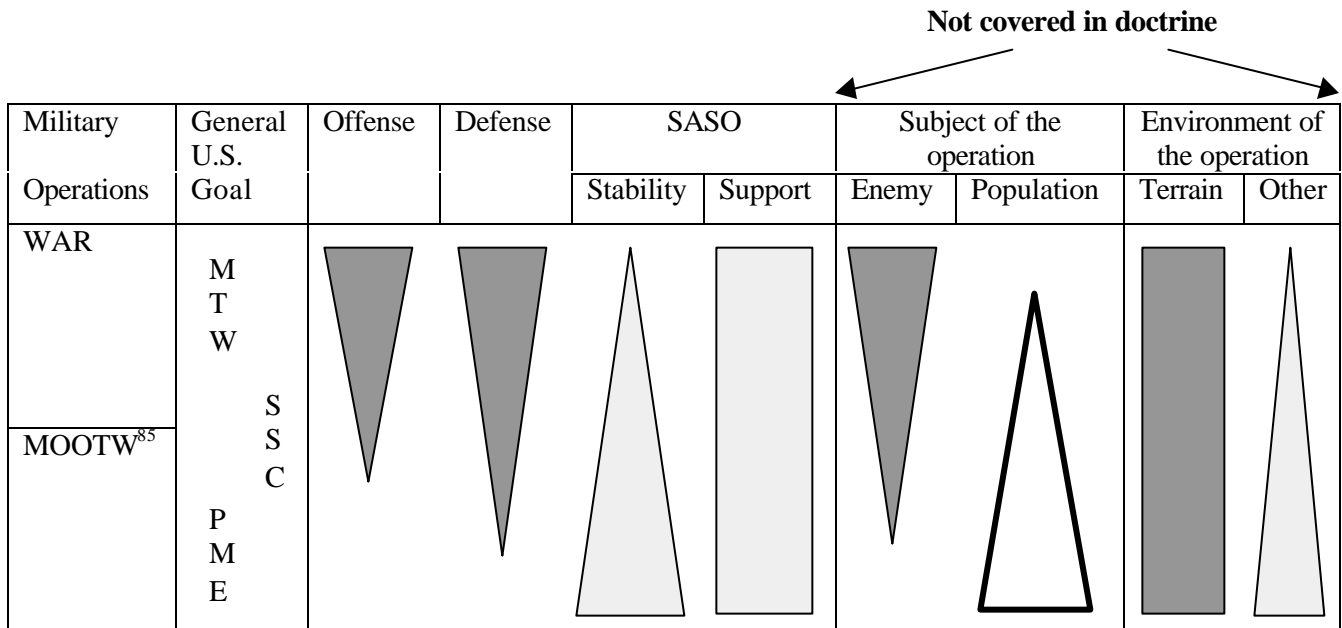 Not covered in doctrine
Military General Offense Defense SASO Subject of the Environment of
U.S. operation the operation
Operations Goal Stability Support Enemy Population Terrain Other
WAR
M
T
W
S
MOOTW85 S
C
P
M
E